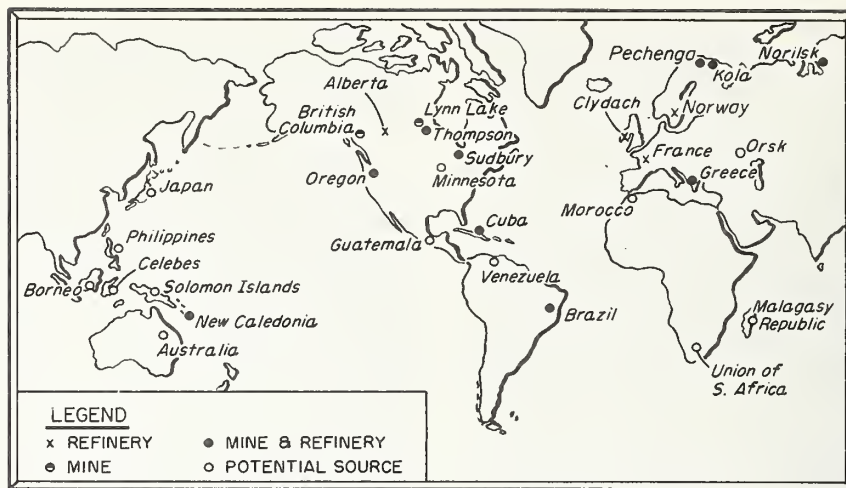 Pechenga
Norilsk
Kola
Alberta
Clydach
Norway
British
Columbia
Lynn Lake
Thompson
Sudbury
France
Orsk
Japan
Oregon
Minnesota
Greece
Morocco
Philippines
Cuba
Guatemala
Celebes
Borneo
Solomon Islands
Venezuela
New Caledonia
Brazil
Malagasy
Republic
Australia
Union of
S. Africa
LEGEND
x REFINERY
MINE & REFINERY
MINE
POTENTIAL SOURCE